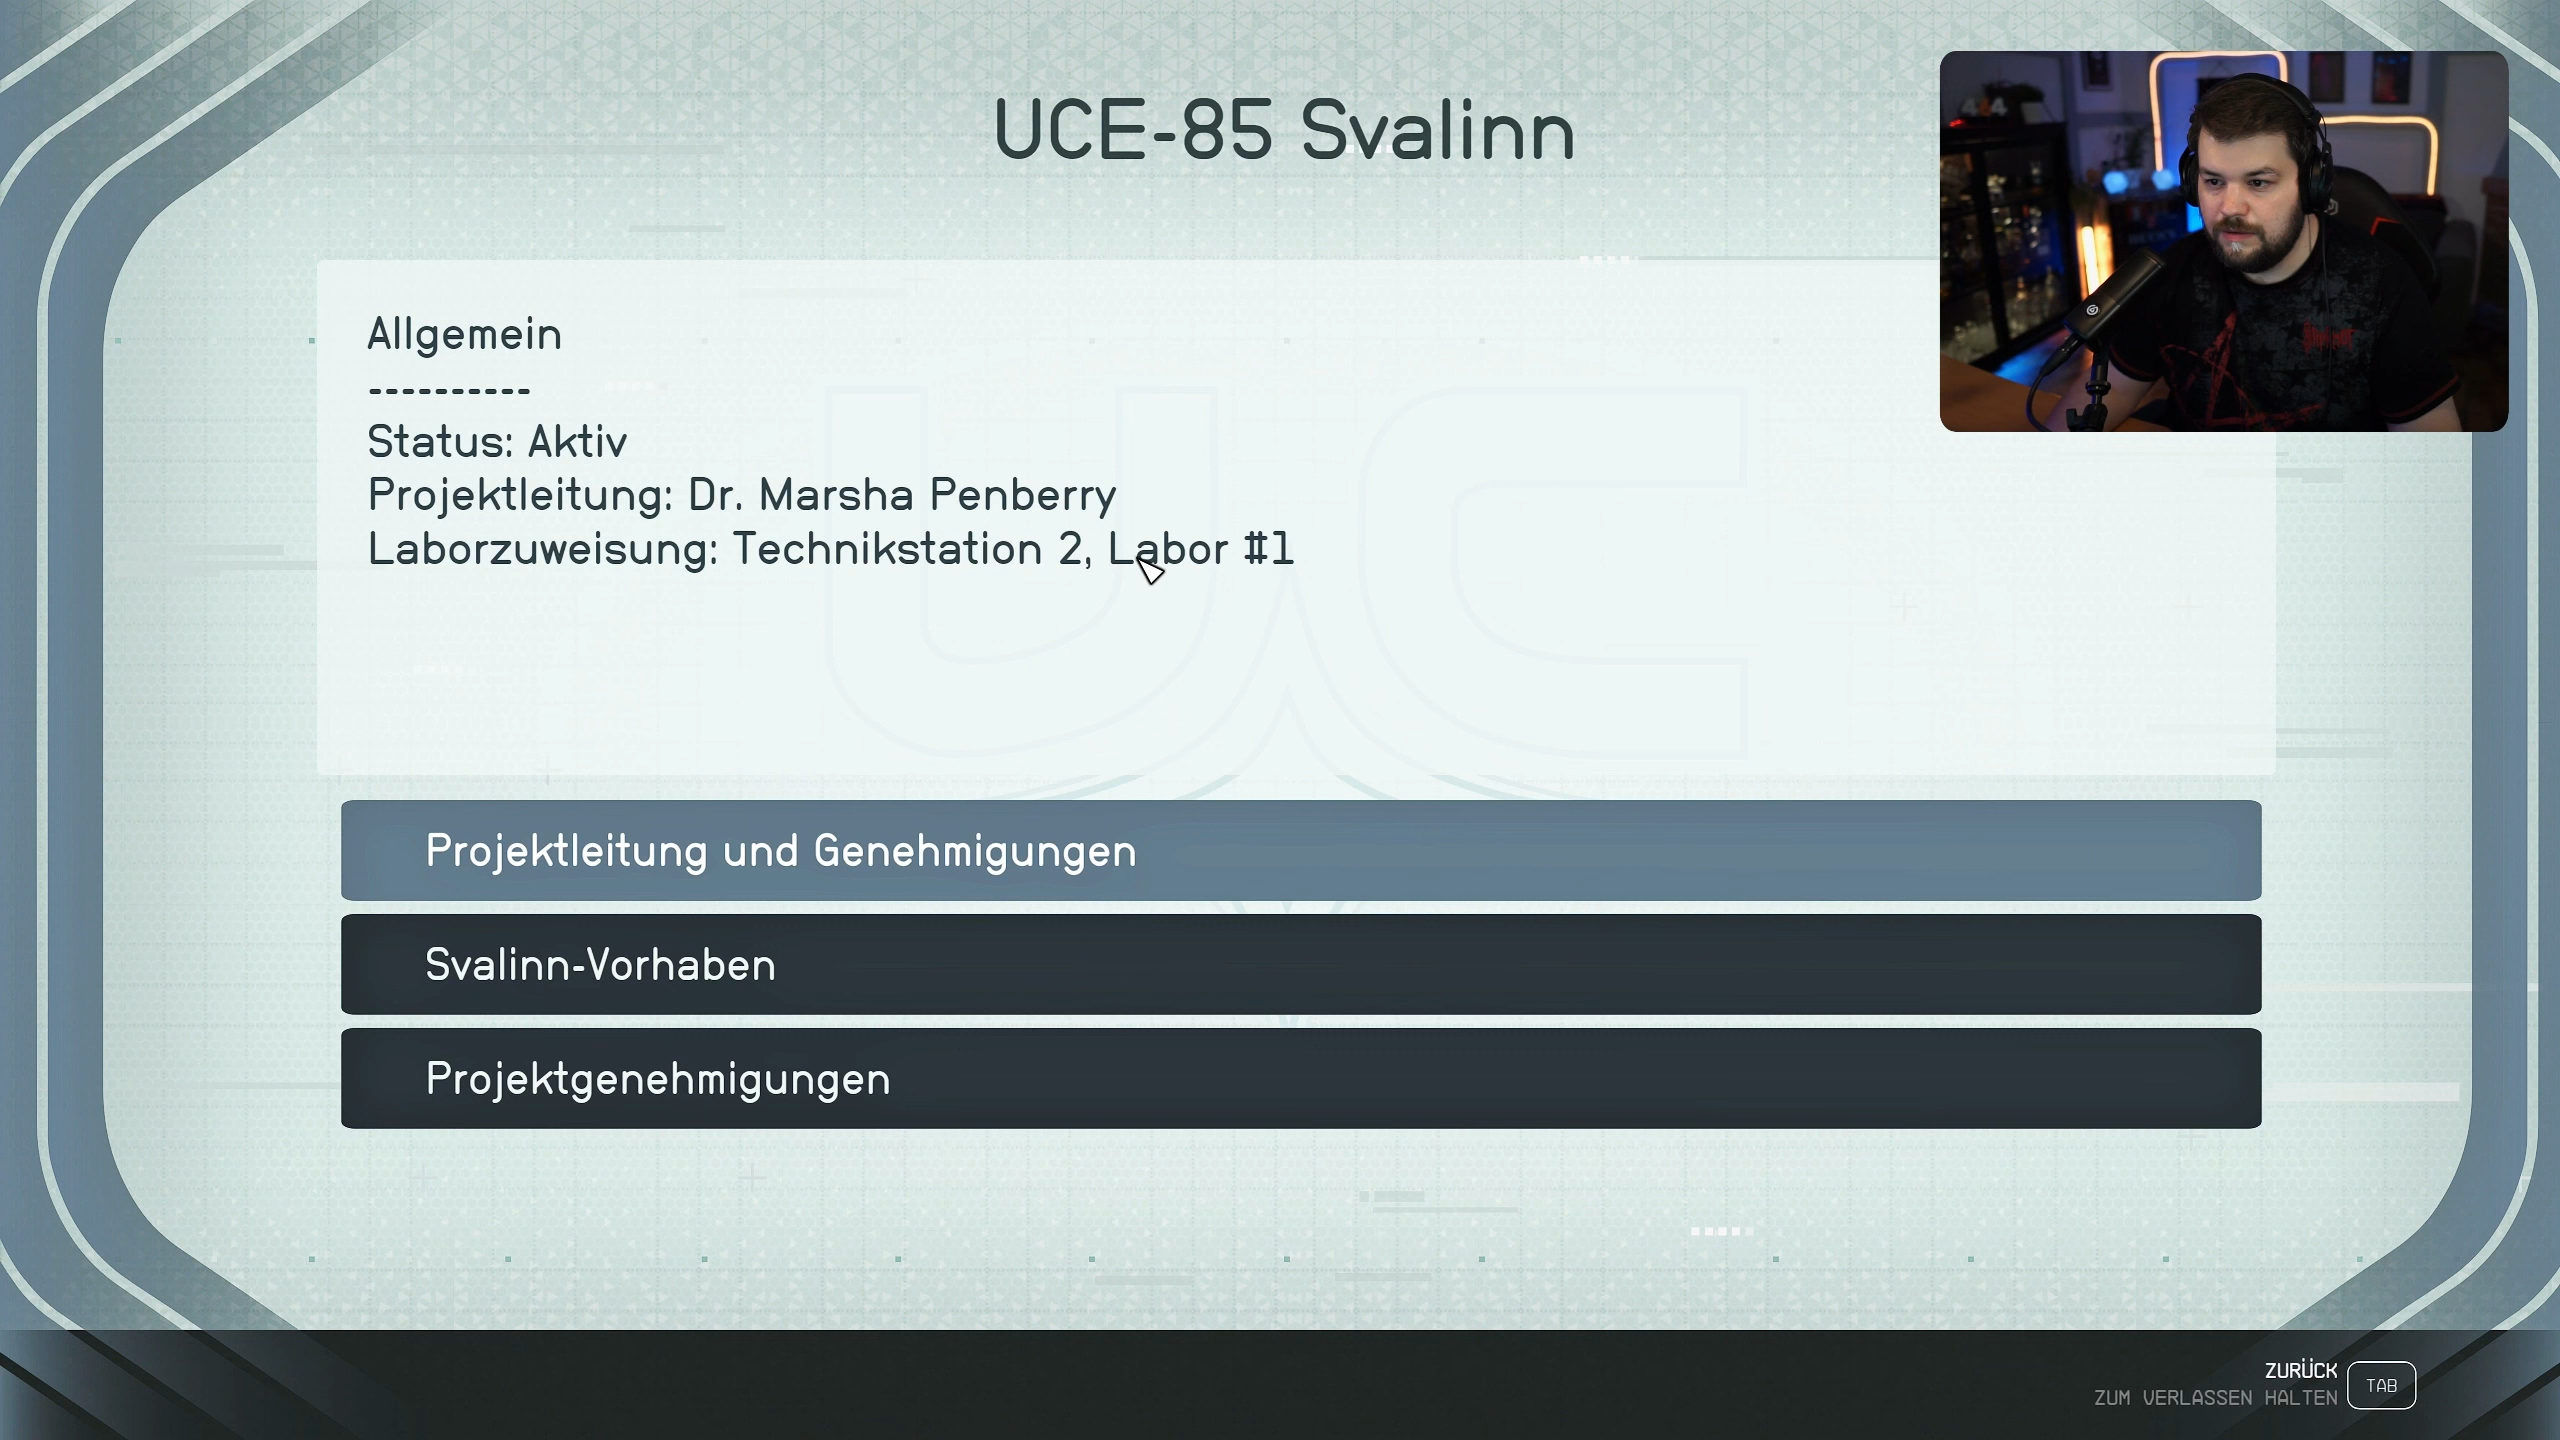 UCE-85 Svalinn
Allgemein
----------
Status: Aktiv
Projektleitung: Dr. Marsha Penberry
Laborzuweisung: Technikstation 2, Labor #1
Projektleitung und Genehmigungen
Svalinn-Vorhaben
Projektgenehmigungen
ZURÜCK
ZUM VERLASSEN HALTEN
TAB